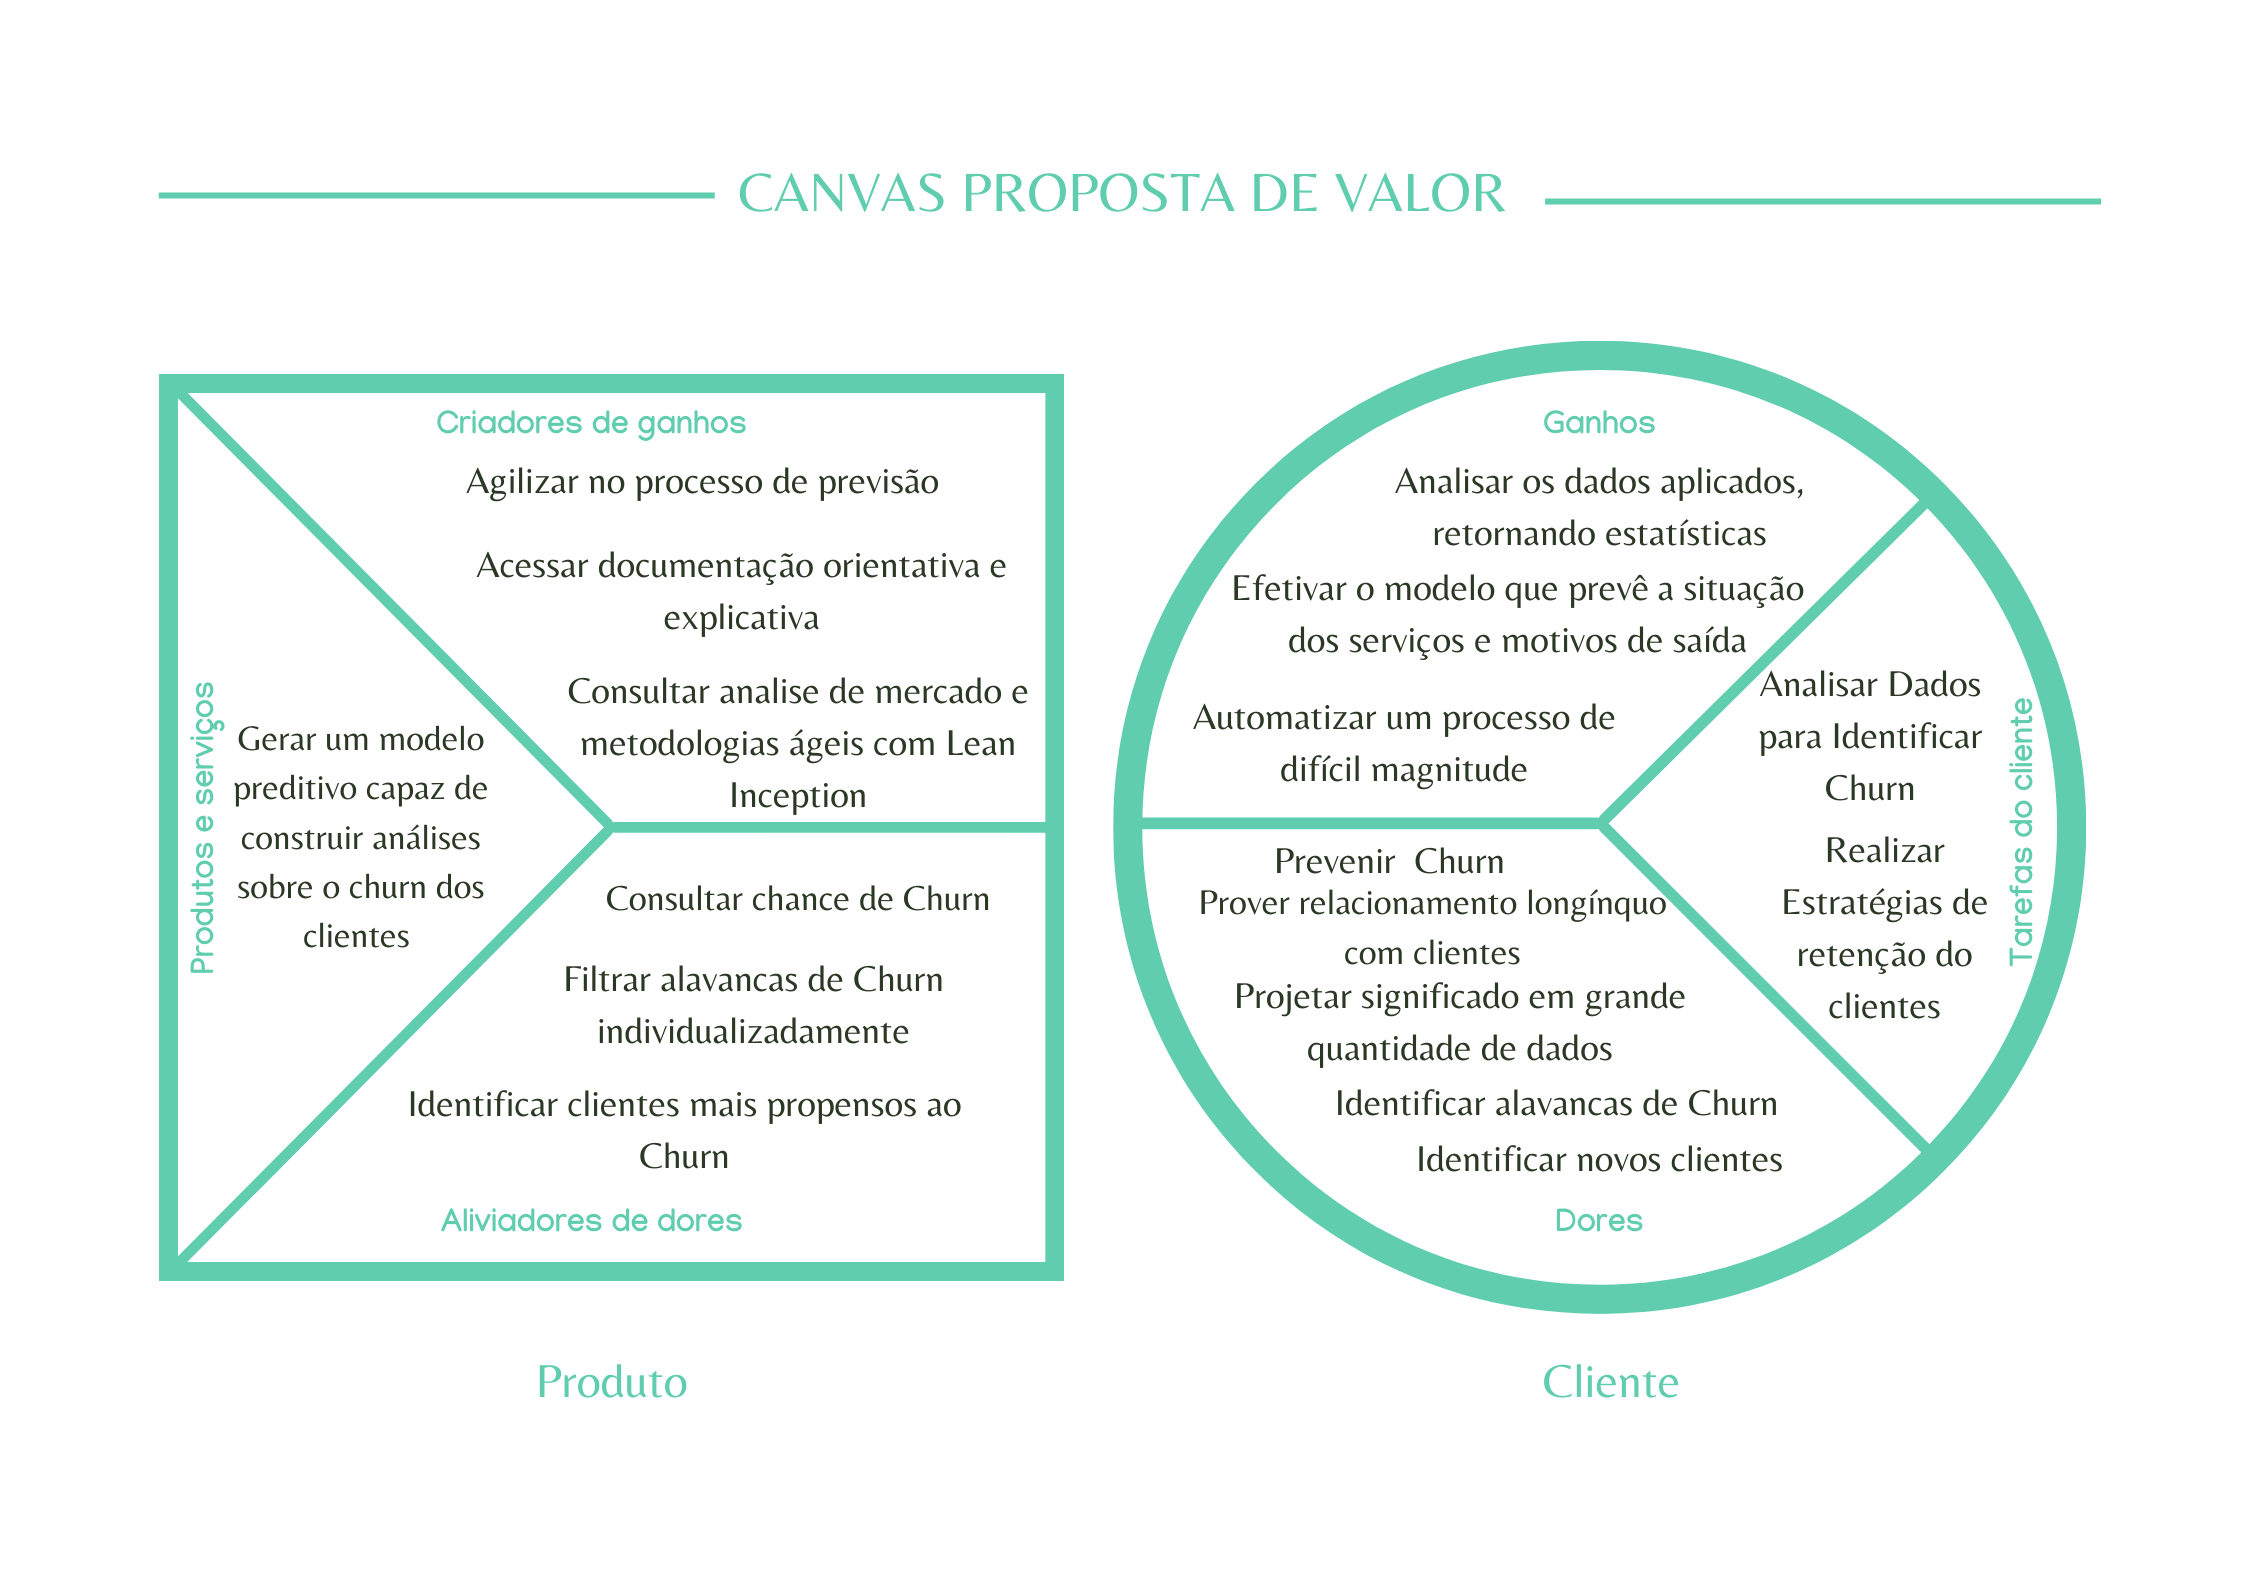 CANVAS PROPOSTA DE VALOR
Criadores de ganhos
Agilizar no processo de previsão
Acessar documentação orientativa e
explicativa
Consultar analise de mercado e
metodologias ágeis com Lean
Inception
Produtos e serviços
Gerar um modelo
preditivo capaz de
construir análises
sobre o churn dos
clientes
Consultar chance de Churn
Filtrar alavancas de Churn
individualizadamente
Identificar clientes mais propensos ao
Churn
Aliviadores de dores
Produto
Ganhos
Analisar os dados aplicados,
retornando estatísticas
Efetivar o modelo que prevê a situação
dos serviços e motivos de saída
Automatizar um processo de
difícil magnitude
Analisar Dados
para Identificar
Churn
Realizar
Estratégias de
retenção do
clientes
Tarefas do cliente
Prevenir  Churn
Prover relacionamento longínquo
com clientes
Projetar significado em grande
quantidade de dados
Identificar alavancas de Churn
Identificar novos clientes
Dores
Cliente